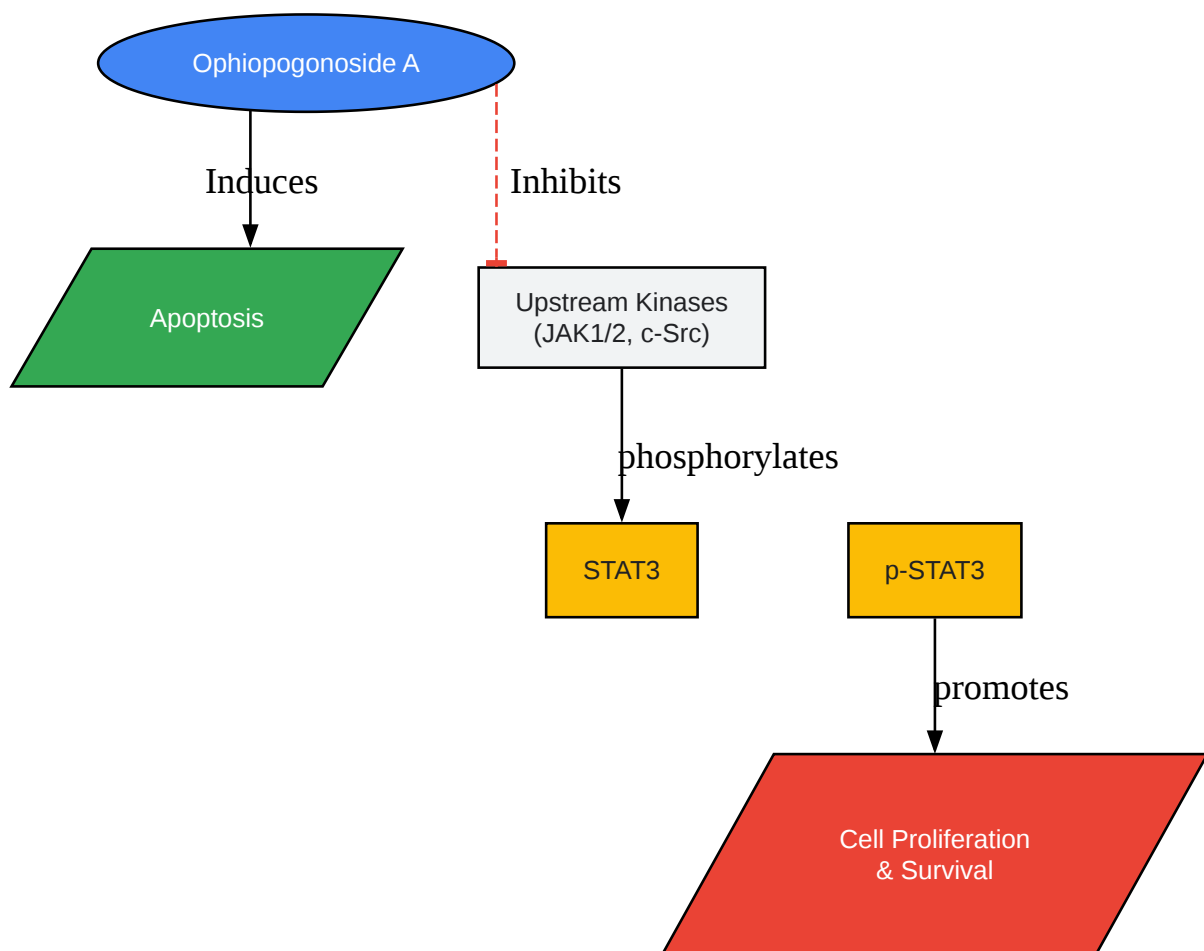 Ophiopogonoside A
Induces
Inhibits
Apoptosis
Upstream Kinases
(JAK1/2, c-Src)
phosphorylates
STAT3
p-STAT3
promotes
Cell Proliferation
& Survival